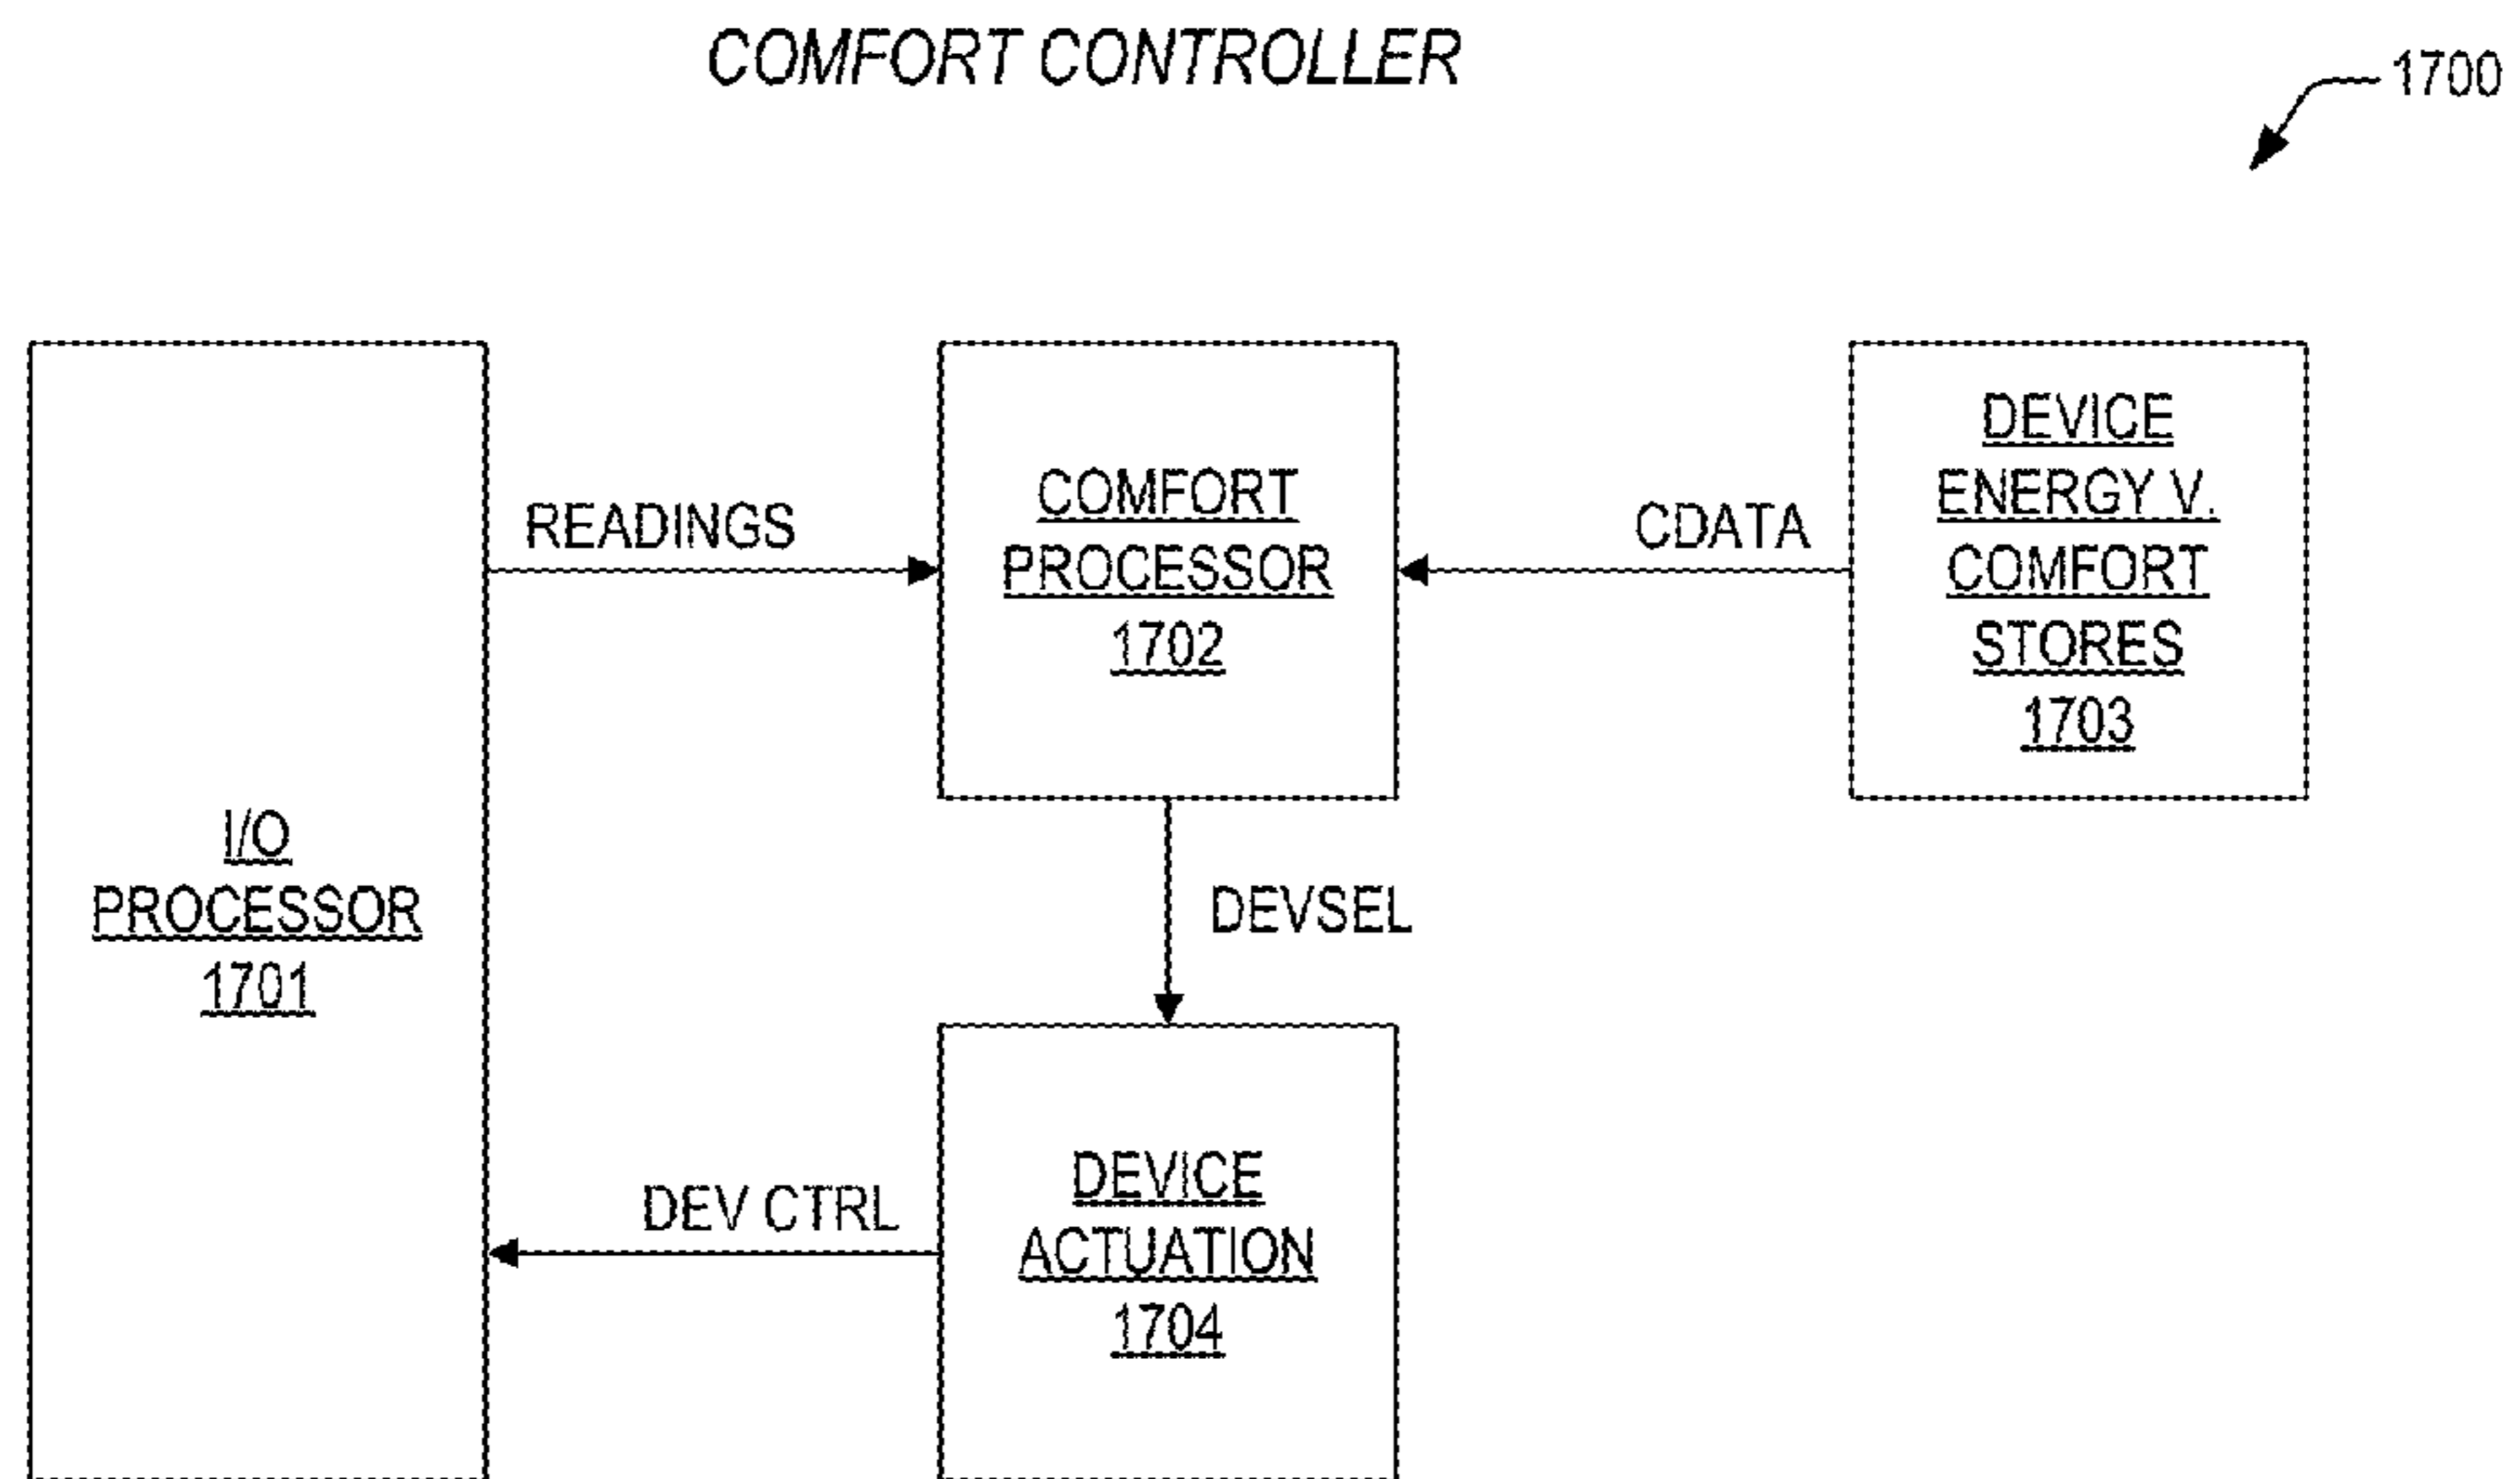 COMFORT CONTROLLER
1700
I/O
PROCESSOR
1701
READINGS
COMFORT
PROCESSOR
1702
CDATA
DEVICE
ENERGY V.
COMFORT
STORES
1703
DEVSEL
DEV CTRL
DEVICE
ACTUATION
1704